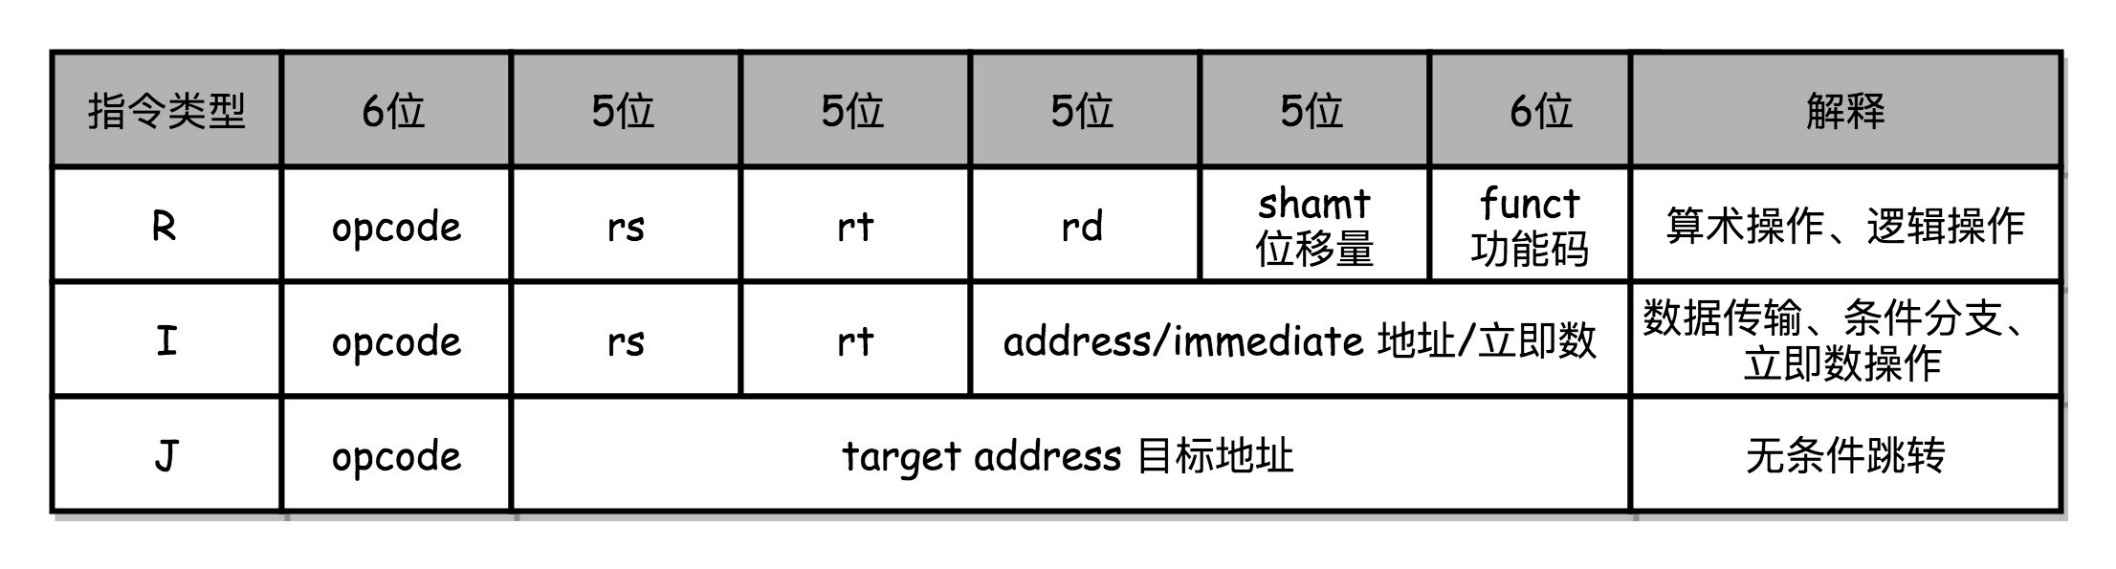 指令类型 6位 5位 5位 5位 5位 6位 解释
R opcode rs rt rd shamt 位移量 funct 功能码 算术操作、逻辑操作
I opcode rs rt address/immediate 地址/立即数 数据传输、条件分支、立即数操作
J opcode target address 目标地址 无条件跳转